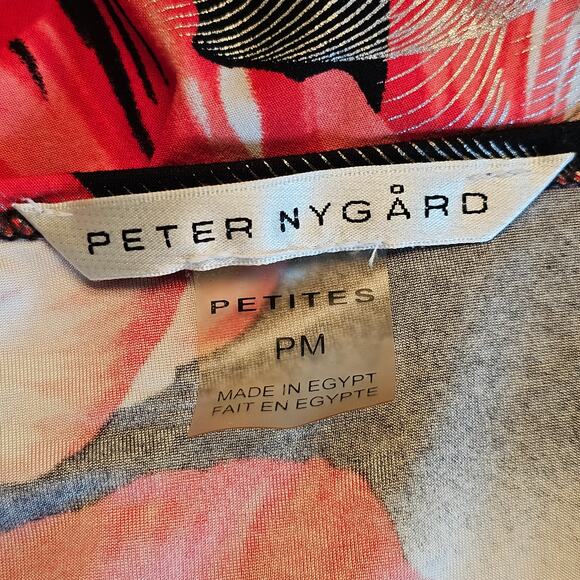 PETER NYGÅRD
PETITES
PM
MADE IN EGYPT
FAIT EN EGYPTE